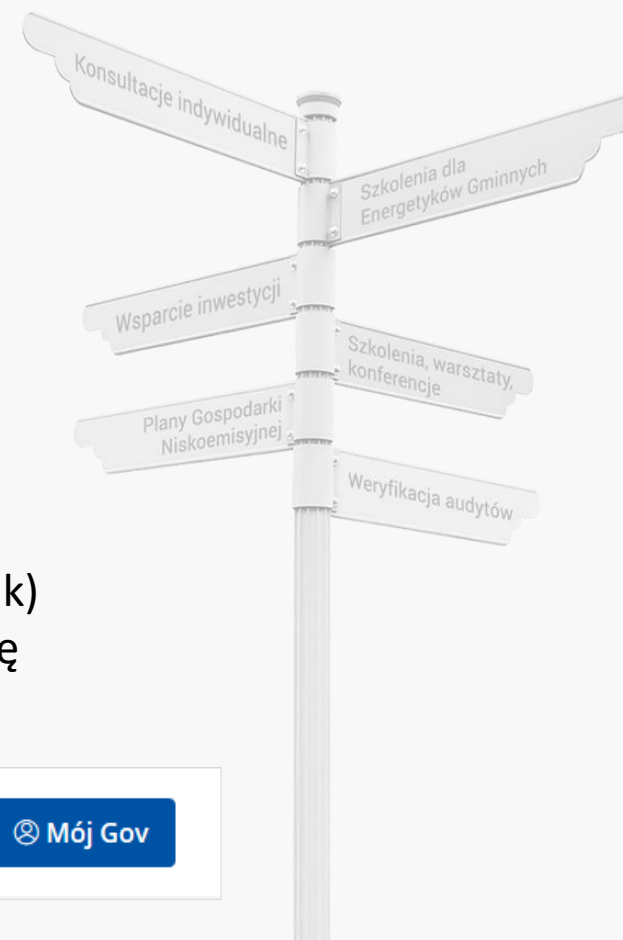 Konsultacje indywidualne
Szkolenia dla
Energetyków Gminnych
Wsparcie inwestycji
Szkolenia, warsztaty,
konferencje
Plany Gospodarki
Niskoemisyjnej
Weryfikacja audytów
k)
ę
Mój Gov